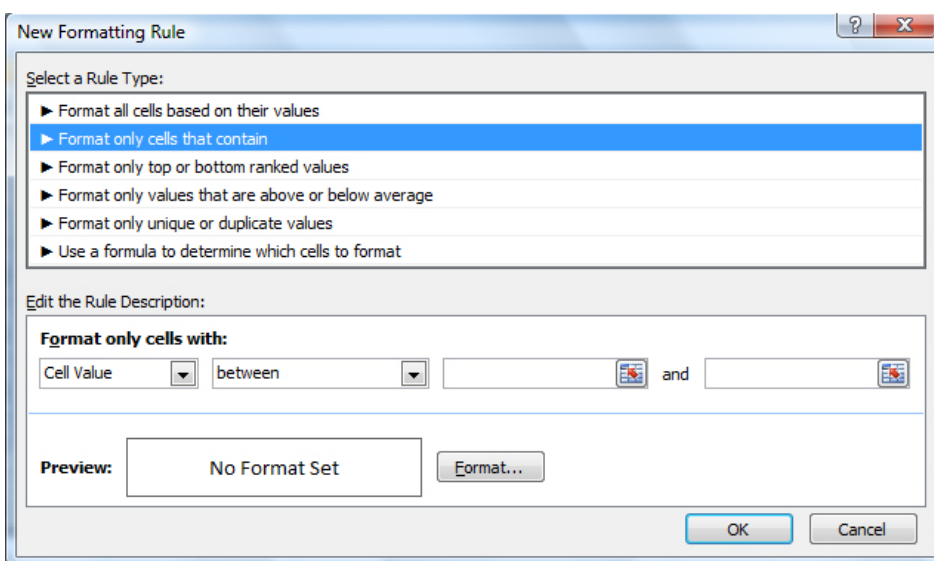 New Formatting Rule
Select a Rule Type:
► Format all cells based on their values
► Format only cells that contain
► Format only top or bottom ranked values
► Format only values that are above or below average
► Format only unique or duplicate values
► Use a formula to determine which cells to format
Edit the Rule Description:
Format only cells with:
Cell Value between and
Preview: No Format Set Format...
OK Cancel